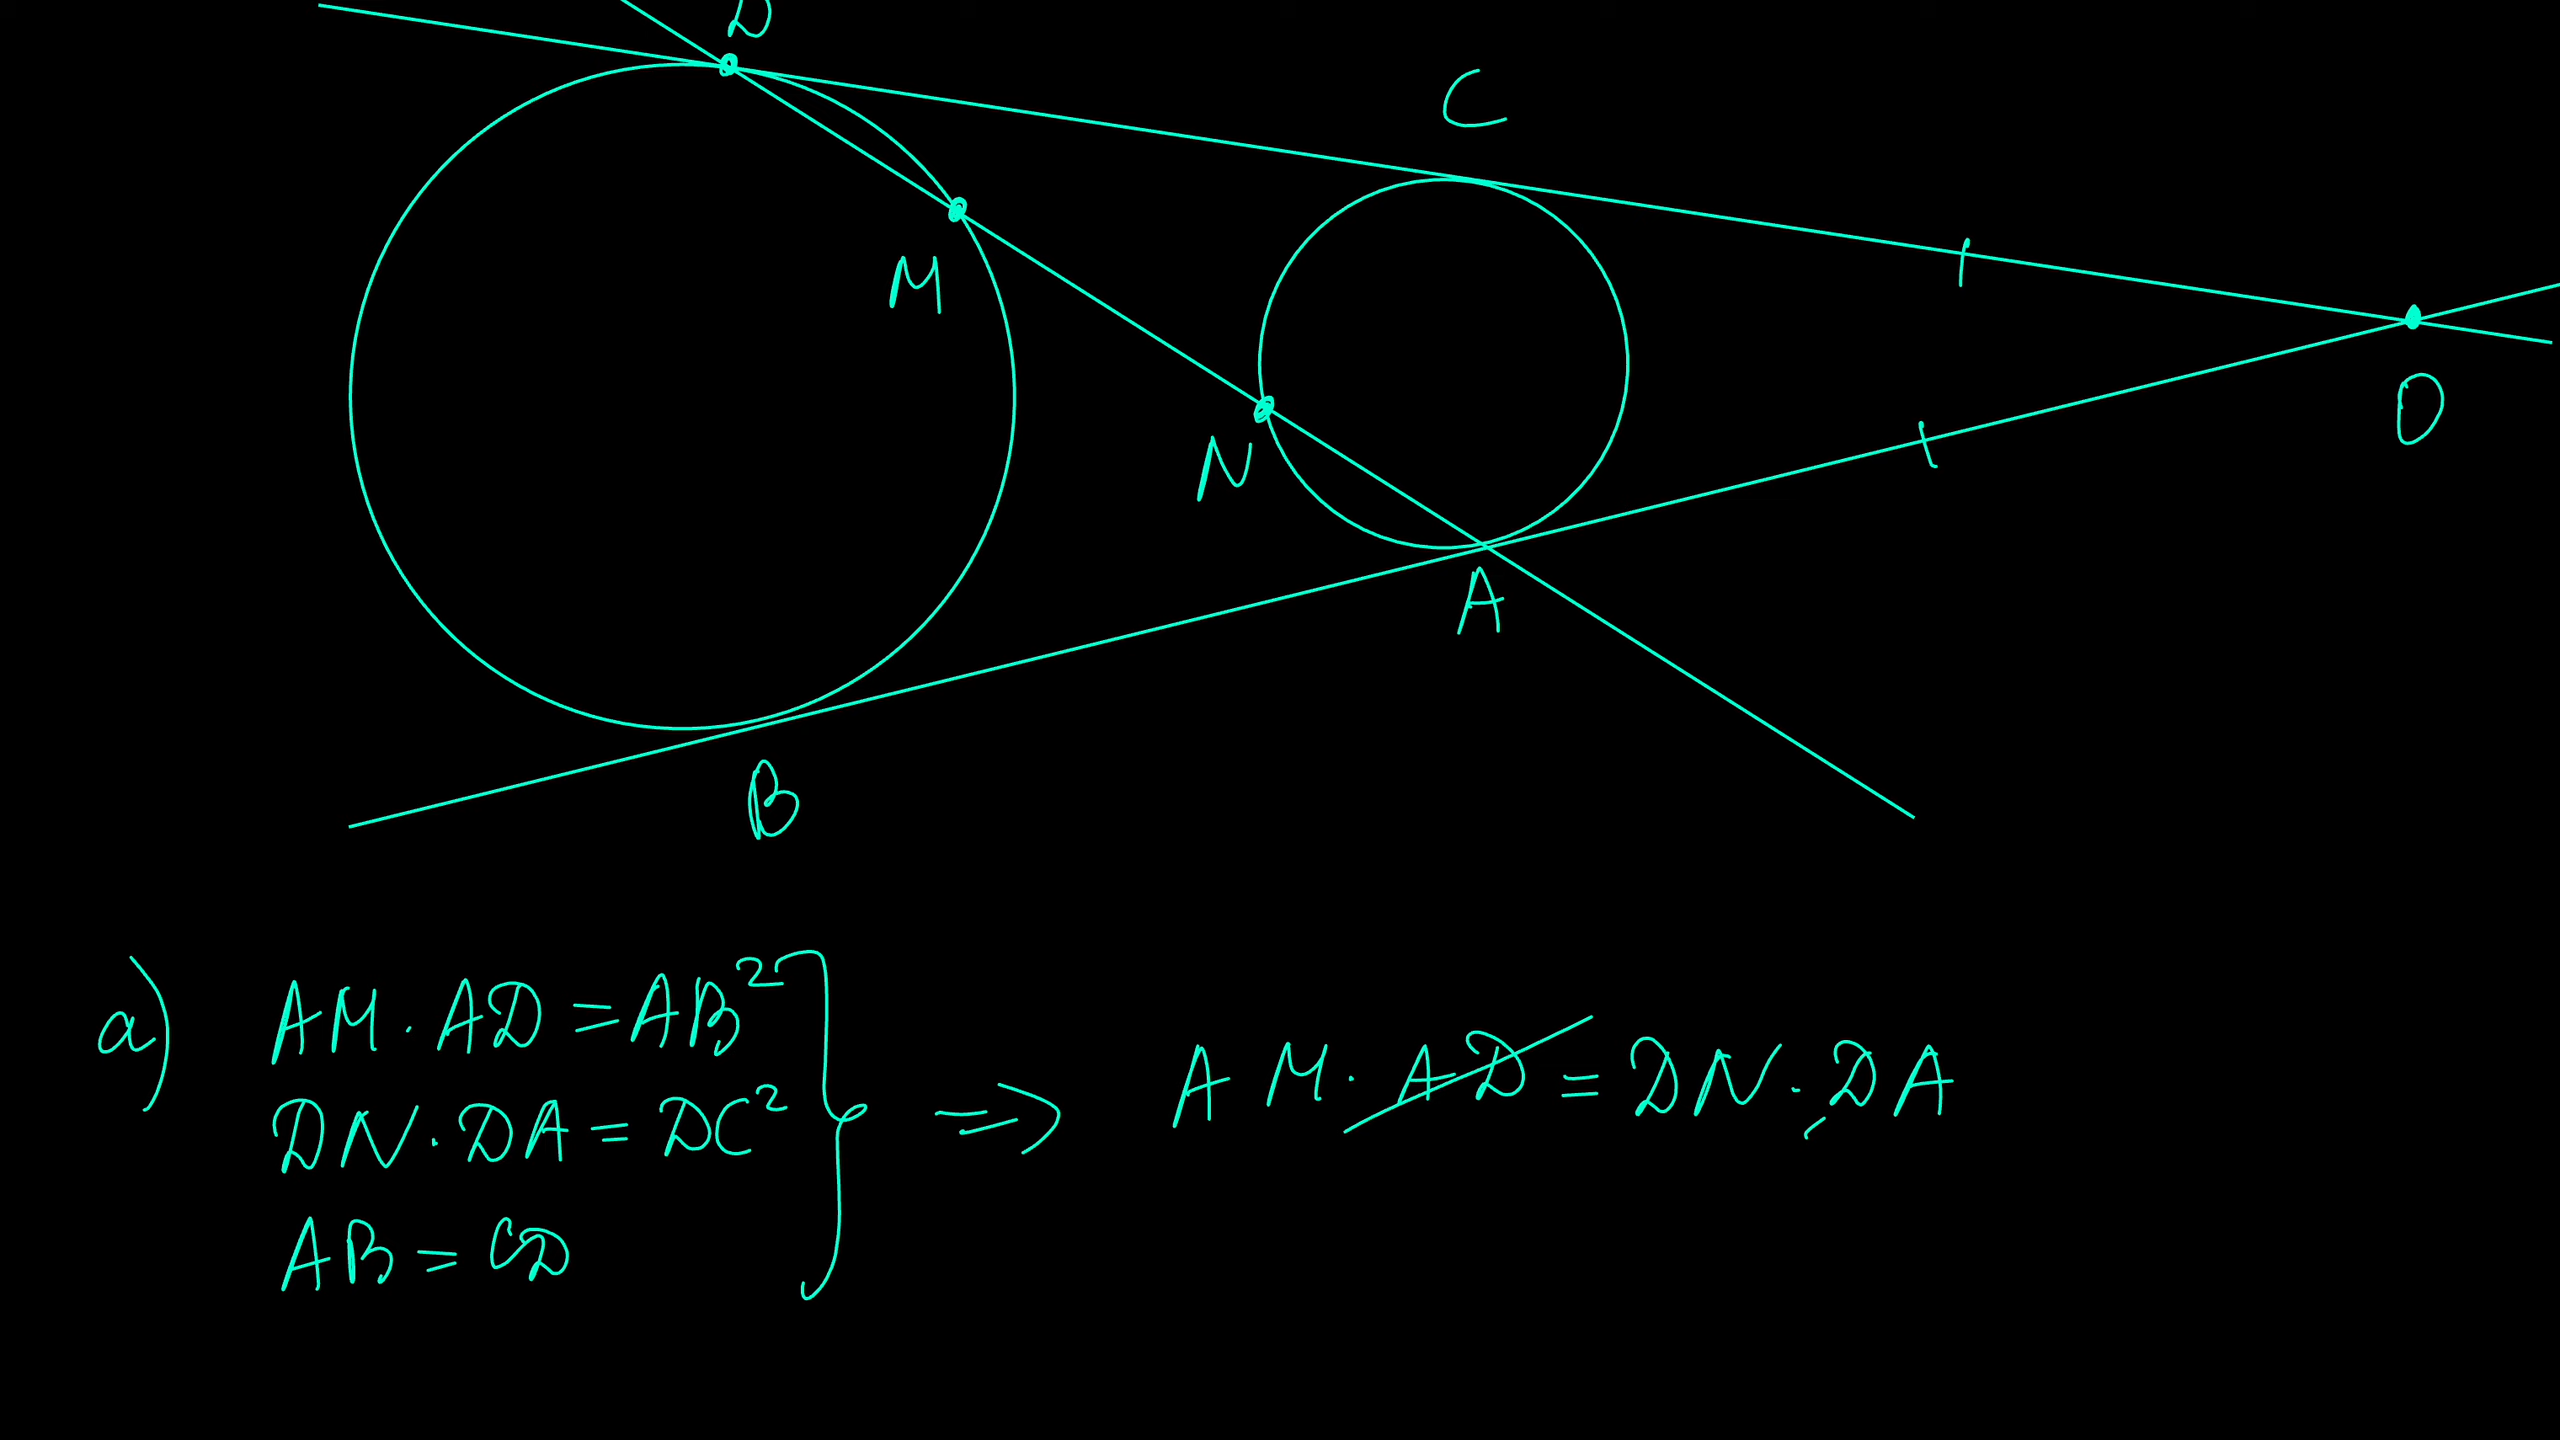 D
C
M
O
N
A
B
a) AM · AD = AB²
DN · DA = DC²
AB = CD
=> AM · AD = DN · DA